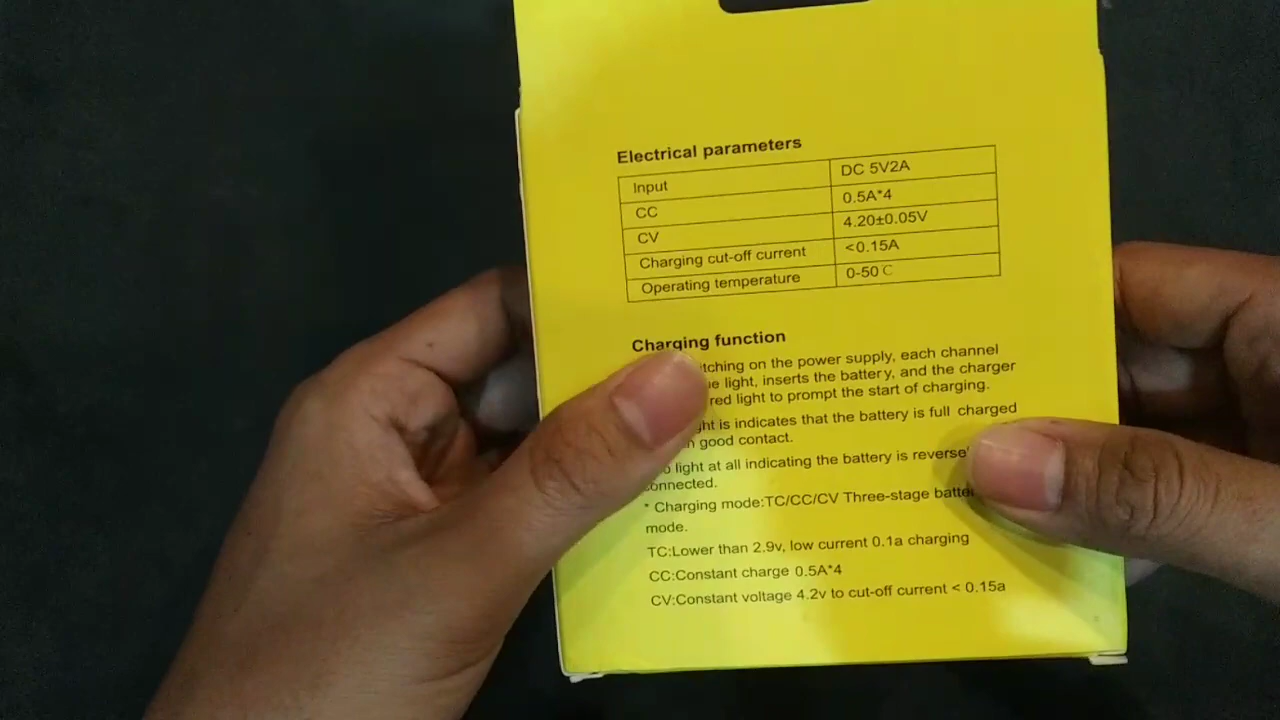 Electrical parameters
Input DC 5V2A
CC 0.5A*4
CV 4.20±0.05V
Charging cut-off current <0.15A
Operating temperature 0-50℃
Charging function
on the power supply, each channel
light, inserts the battery, and the charger
red light to prompt the start of charging.
is indicates that the battery is full charged
good contact.
light at all indicating the battery is reverse
connected.
* Charging mode:TC/CC/CV Three-stage
mode.
TC:Lower than 2.9v, low current 0.1a charging
CC:Constant charge 0.5A*4
CV:Constant voltage 4.2v to cut-off current < 0.15a